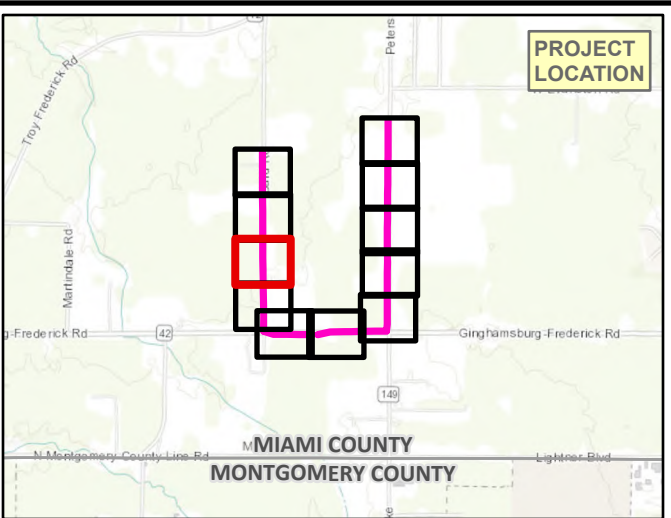 PROJECT
LOCATION
Peters
Troy Frederick Rd
Martindale Rd
g-Frederick Rd
42
Ginghamsburg-Frederick Rd
149
MIAMI COUNTY
N Montgomery County Line Rd
Lightner Blvd
MONTGOMERY COUNTY
ke